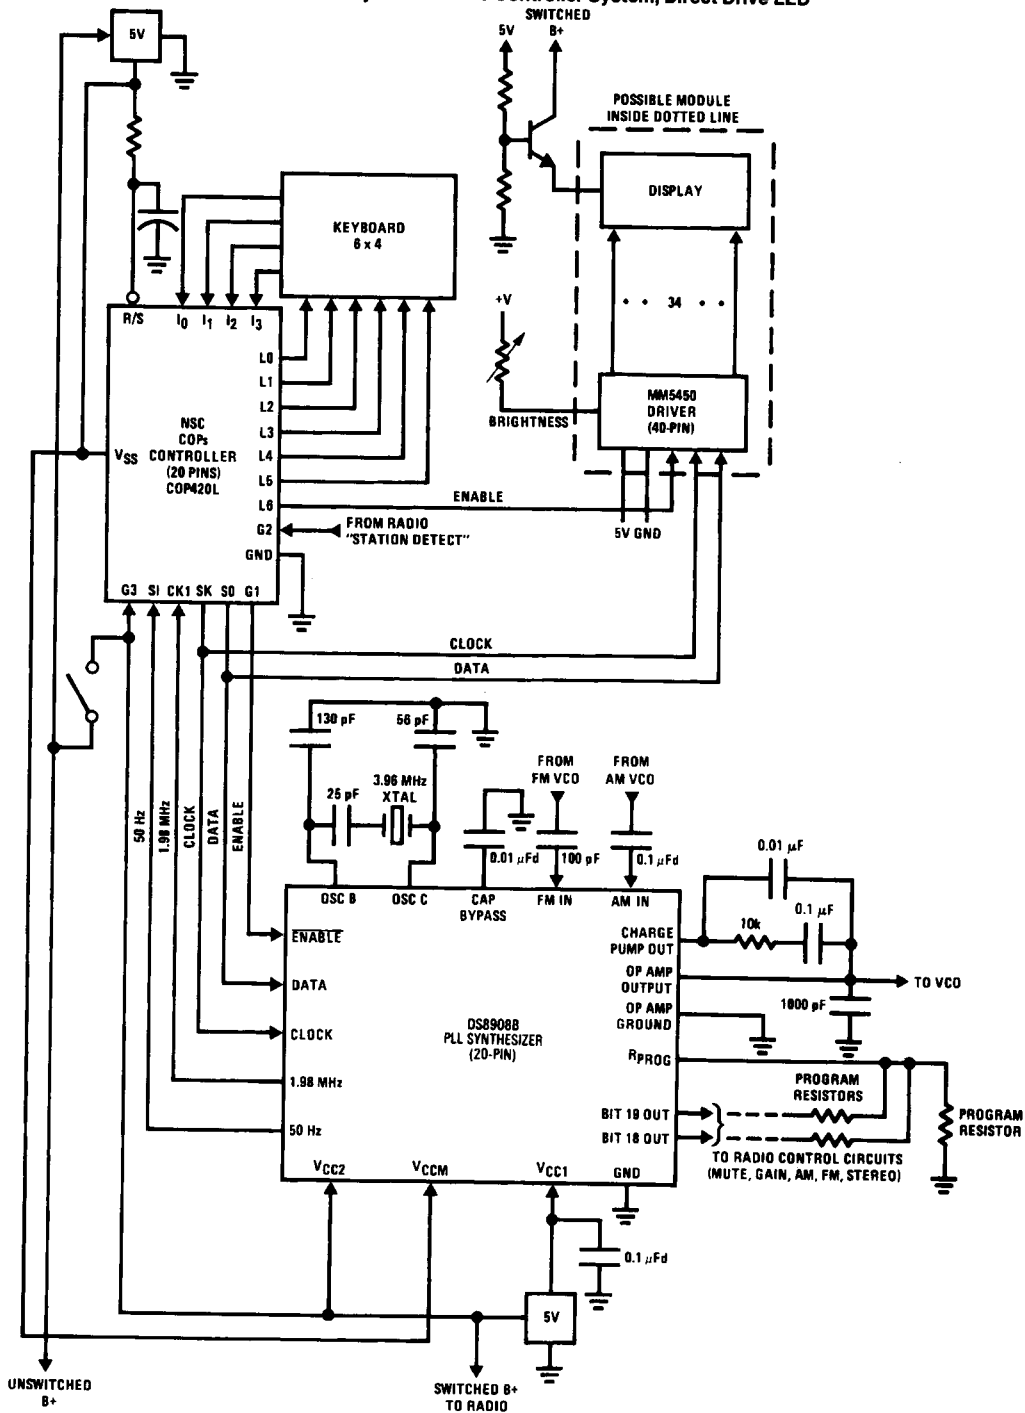 Controller System, Direct Drive LED
SWITCHED
B+
5V
5V
POSSIBLE MODULE
INSIDE DOTTED LINE
DISPLAY
KEYBOARD
6 x 4
34
+V
BRIGHTNESS
MM5450
DRIVER
(40-PIN)
5V GND
R/S
I0
I1
I2
I3
L0
L1
L2
L3
L4
L5
L6
G2
GND
VSS
NSC
COPs
CONTROLLER
(20 PINS)
COP420L
ENABLE
FROM RADIO
"STATION DETECT"
G3
SI
CK1
SK
S0
G1
CLOCK
DATA
50 Hz
1.98 MHz
CLOCK
DATA
ENABLE
130 pF
56 pF
25 pF
3.96 MHz
XTAL
FROM
FM VCO
FROM
AM VCO
0.01 µFd
100 pF
0.1 µFd
0.01 µF
10k
0.1 µF
OSC B
OSC C
CAP
BYPASS
FM IN
AM IN
ENABLE
DATA
CLOCK
1.98 MHz
50 Hz
DS8908B
PLL SYNTHESIZER
(20-PIN)
CHARGE
PUMP OUT
OP AMP
OUTPUT
OP AMP
GROUND
RPROG
BIT 19 OUT
BIT 18 OUT
TO VCO
1000 pF
PROGRAM
RESISTORS
PROGRAM
RESISTOR
TO RADIO CONTROL CIRCUITS
(MUTE, GAIN, AM, FM, STEREO)
VCC2
VCCM
VCC1
GND
0.1 µFd
5V
UNSWITCHED
B+
SWITCHED B+
TO RADIO